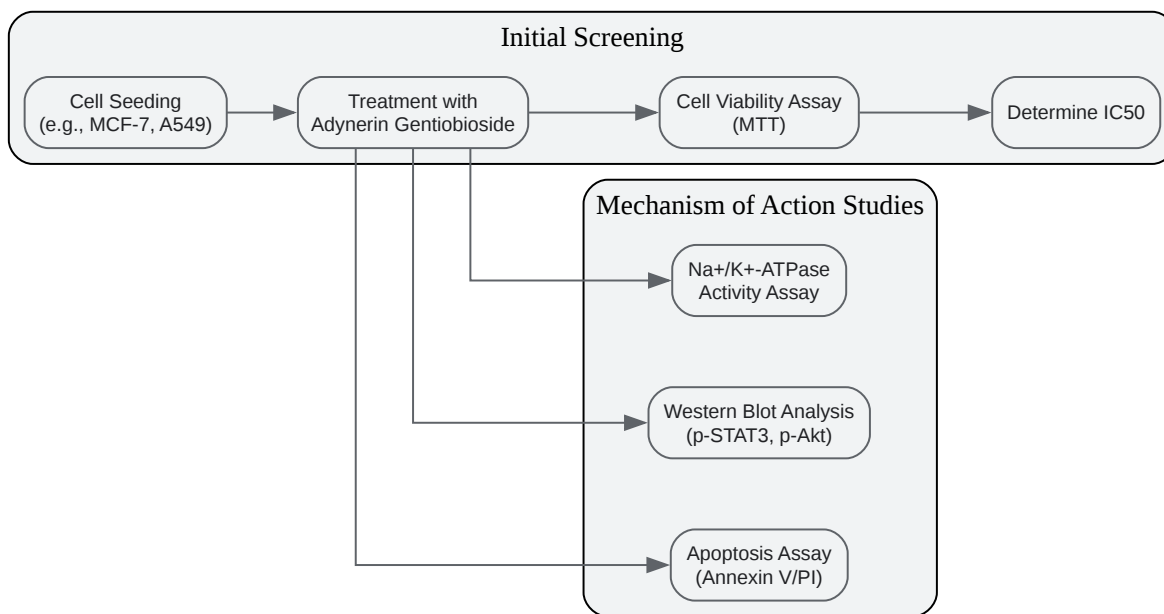 Initial Screening
Cell Seeding
(e.g., MCF-7, A549)
Treatment with
Adynerin Gentiobioside
Cell Viability Assay
(MTT)
Determine IC50
Mechanism of Action Studies
Na+/K+-ATPase
Activity Assay
Western Blot Analysis
(p-STAT3, p-Akt)
Apoptosis Assay
(Annexin V/PI)